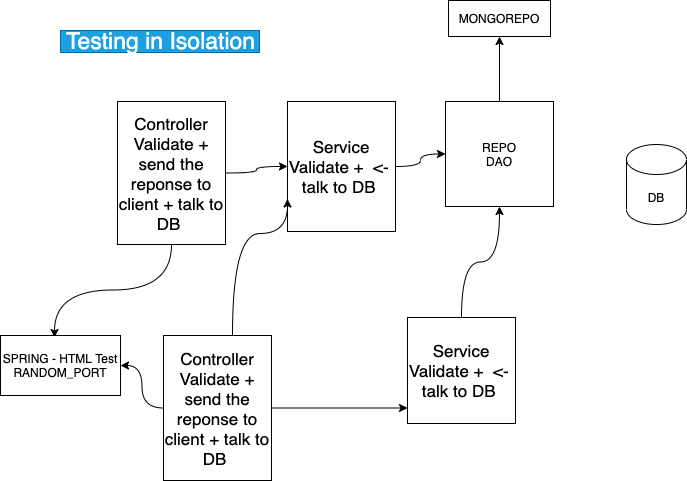 MONGOREPO
Testing in Isolation
Controller
Validate +
send the
reponse to
client + talk to
DB
Service
Validate + <-
talk to DB
REPO
DAO
DB
SPRING - HTML Test
RANDOM_PORT
Controller
Validate +
send the
reponse to
client + talk to
DB
Service
Validate + <-
talk to DB